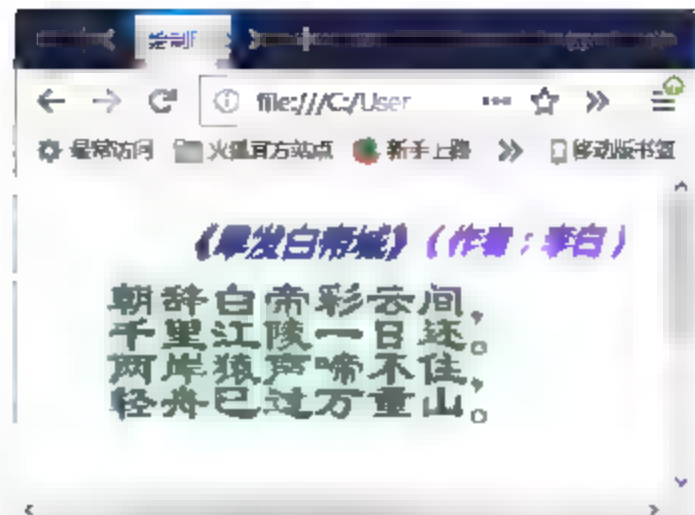 file:///C:/User
最常访问 火狐官方站点 新手上路 移动版书签
《早发白帝城》（作者：李白）
朝辞白帝彩云间，
千里江陵一日还。
两岸猿声啼不住，
轻舟已过万重山。